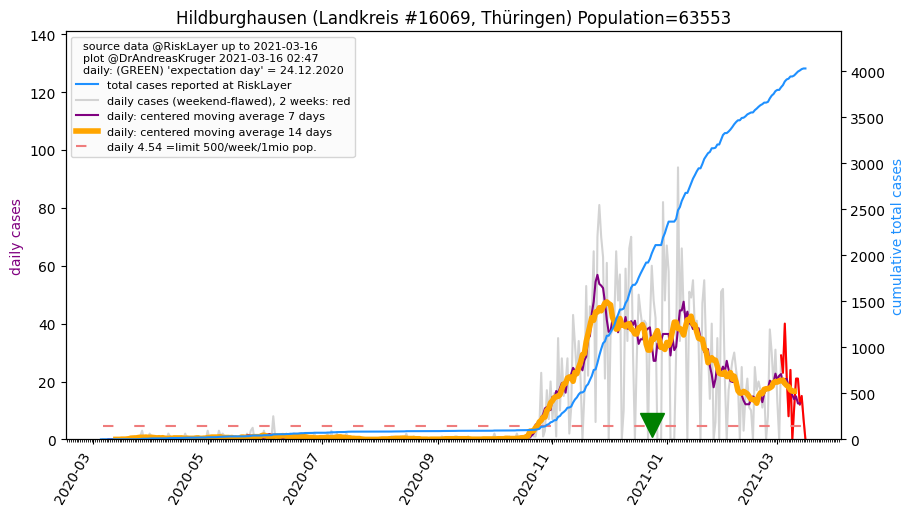 Hildburghausen (Landkreis #16069, Thüringen) Population=63553
source data @RiskLayer up to 2021-03-16
plot @DrAndreasKruger 2021-03-16 02:47
daily: (GREEN) 'expectation day' = 24.12.2020
total cases reported at RiskLayer
daily cases (weekend-flawed), 2 weeks: red
daily: centered moving average 7 days
daily: centered moving average 14 days
daily 4.54 =limit 500/week/1mio pop.
daily cases
140
120
100
80
60
40
20
0
cumulative total cases
4000
3500
3000
2500
2000
1500
1000
500
0
2020-03
2020-05
2020-07
2020-09
2020-11
2021-01
2021-03